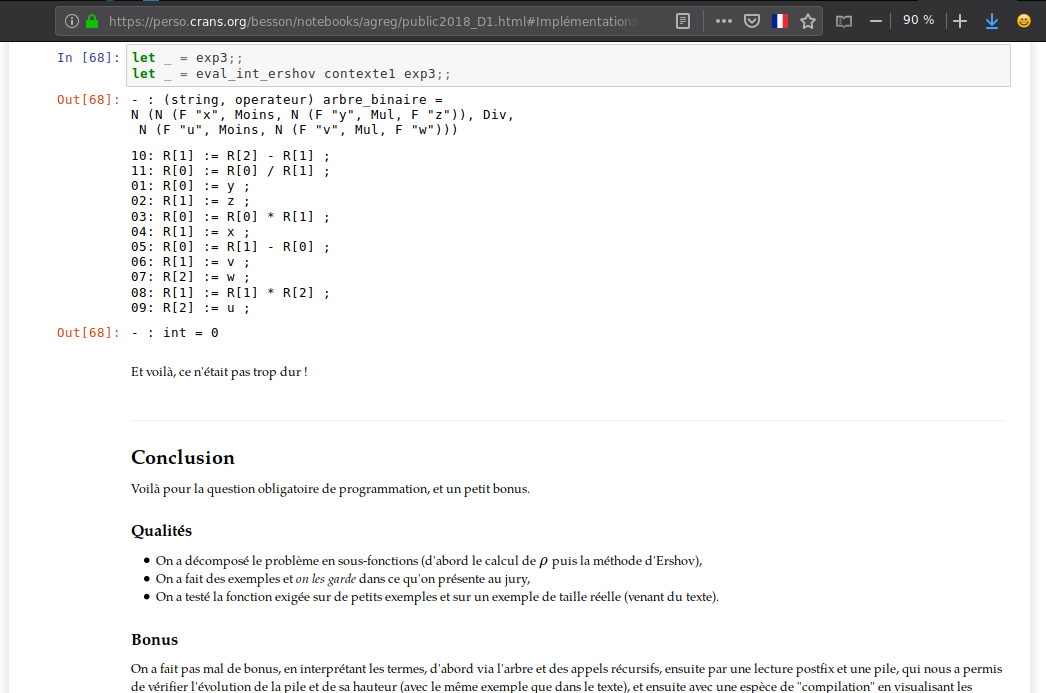 https://perso.crans.org/besson/notebooks/agreg/public2018_D1.html#Implémentations
90 %
In [68]: let _ = exp3;;
let _ = eval_int_ershov contexte1 exp3;;
Out[68]: - : (string, operateur) arbre_binaire =
N (N (F "x", Moins, N (F "y", Mul, F "z")), Div,
N (F "u", Moins, N (F "v", Mul, F "w")))
10: R[1] := R[2] - R[1] ;
11: R[0] := R[0] / R[1] ;
01: R[0] := y ;
02: R[1] := z ;
03: R[0] := R[0] * R[1] ;
04: R[1] := x ;
05: R[0] := R[1] - R[0] ;
06: R[1] := v ;
07: R[2] := w ;
08: R[1] := R[1] * R[2] ;
09: R[2] := u ;
Out[68]: - : int = 0
Et voilà, ce n'était pas trop dur !
Conclusion
Voilà pour la question obligatoire de programmation, et un petit bonus.
Qualités
• On a décomposé le problème en sous-fonctions (d'abord le calcul de ρ puis la méthode d'Ershov),
• On a fait des exemples et on les garde dans ce qu'on présente au jury,
• On a testé la fonction exigée sur de petits exemples et sur un exemple de taille réelle (venant du texte).
Bonus
On a fait pas mal de bonus, en interprétant les termes, d'abord via l'arbre et des appels récursifs, ensuite par une lecture postfix et une pile, qui nous a permis
de vérifier l'évolution de la pile et de sa hauteur (avec le même exemple que dans le texte), et ensuite avec une espèce de "compilation" en visualisant les